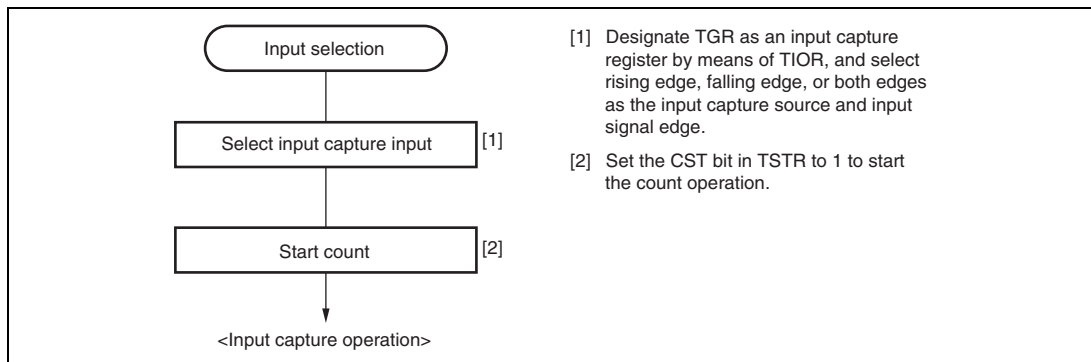 Input selection
Select input capture input
[1]
Start count
[2]
<Input capture operation>
[1] Designate TGR as an input capture
register by means of TIOR, and select
rising edge, falling edge, or both edges
as the input capture source and input
signal edge.
[2] Set the CST bit in TSTR to 1 to start
the count operation.